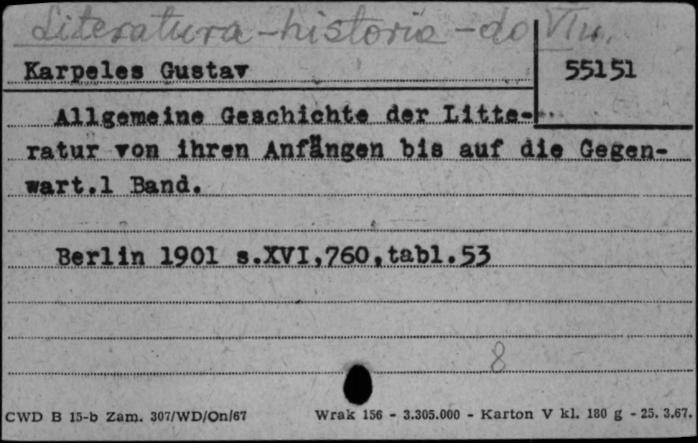 Literatura - historia - do VI w.
Karpeles Gustav 55151
Allgemeine Geschichte der Litte-
ratur von ihren Anfängen bis auf die Gegen-
wart.1 Band.
Berlin 1901 s.XVI,760,tabl.53
8
CWD B 15-b Zam. 307/WD/On/67 Wrak 156 - 3.305.000 - Karton V kl. 180 g - 25. 3.67.